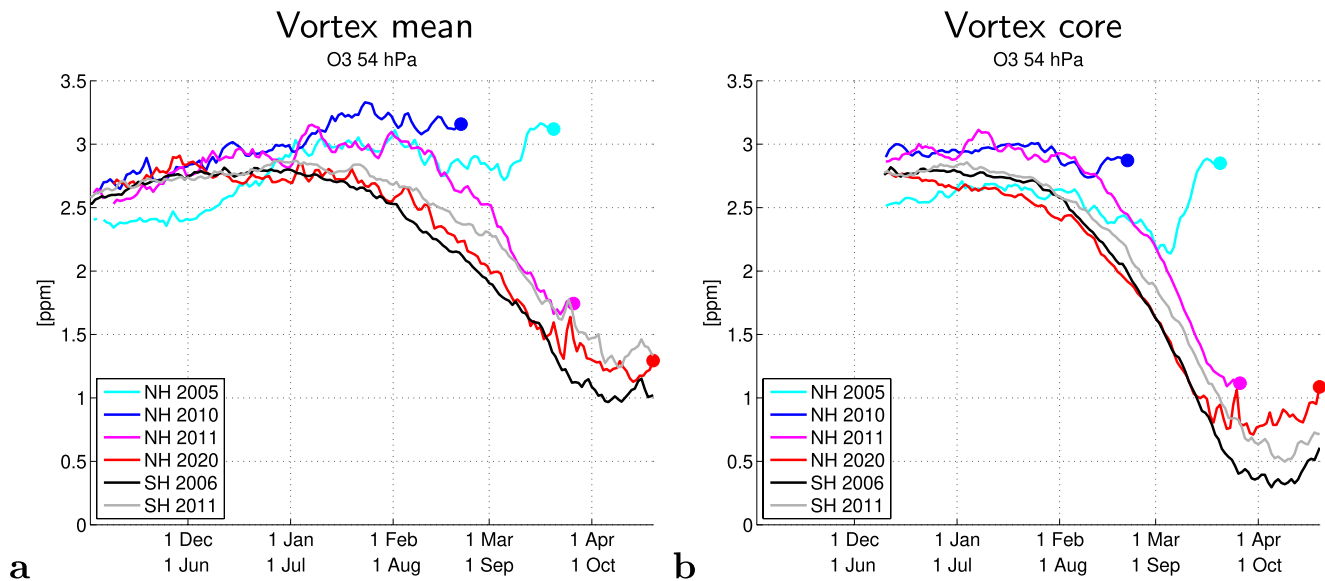 Vortex mean
O3 54 hPa
3.5
3
2.5
2
1.5
1
0.5
0
[ppm]
NH 2005
NH 2010
NH 2011
NH 2020
SH 2006
SH 2011
1 Dec 1 Jan 1 Feb 1 Mar 1 Apr
1 Jun 1 Jul 1 Aug 1 Sep 1 Oct
a
Vortex core
O3 54 hPa
3.5
3
2.5
2
1.5
1
0.5
0
[ppm]
NH 2005
NH 2010
NH 2011
NH 2020
SH 2006
SH 2011
1 Dec 1 Jan 1 Feb 1 Mar 1 Apr
1 Jun 1 Jul 1 Aug 1 Sep 1 Oct
b